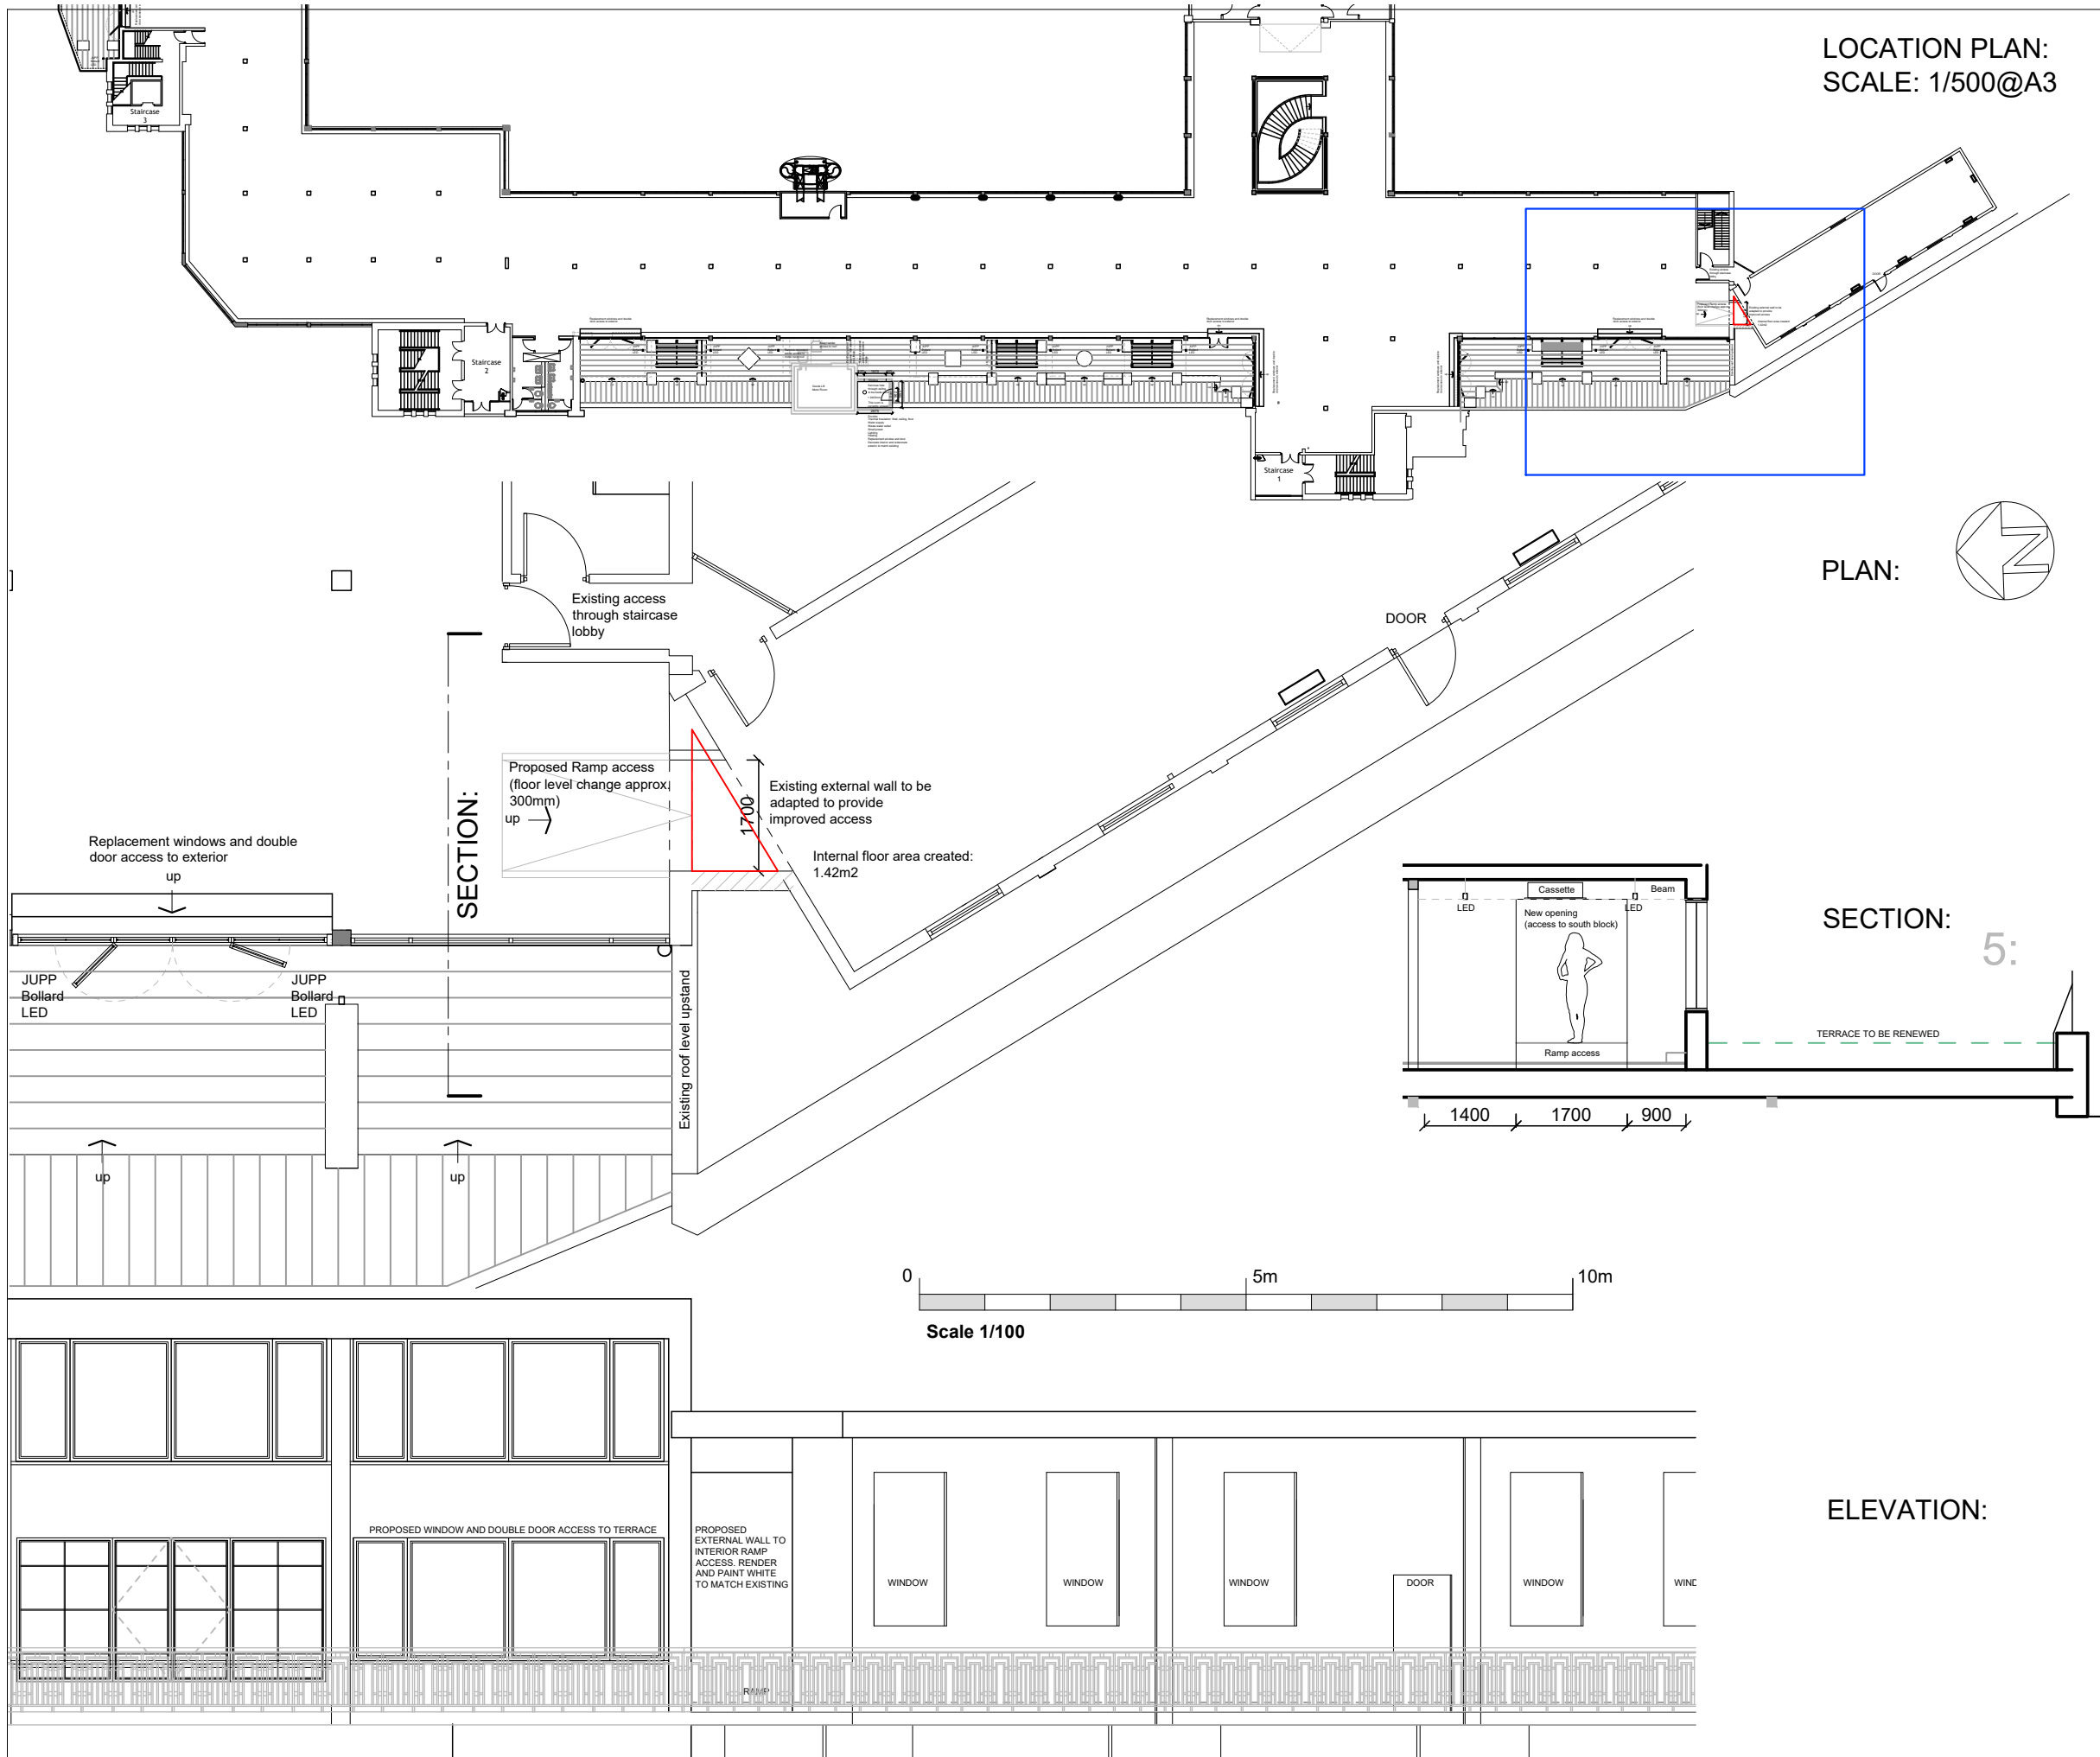 LOCATION PLAN:
SCALE: 1/500@A3
Staircase
3
Staircase
2
Staircase
1
DOOR
PLAN:
Existing access
through staircase
lobby
DOOR
Proposed Ramp access
(floor level change approx.
300mm)
up
1700
Existing external wall to be
adapted to provide
improved access
Internal floor area created:
1.42m2
SECTION:
Replacement windows and double
door access to exterior
up
JUPP
Bollard
LED
JUPP
Bollard
LED
Existing roof level upstand
up
up
SECTION:
5:
Cassette
Beam
LED
LED
New opening
(access to south block)
Ramp access
TERRACE TO BE RENEWED
1400
1700
900
0
5m
10m
Scale 1/100
ELEVATION:
PROPOSED WINDOW AND DOUBLE DOOR ACCESS TO TERRACE
PROPOSED
EXTERNAL WALL TO
INTERIOR RAMP
ACCESS. RENDER
AND PAINT WHITE
TO MATCH EXISTING
WINDOW
WINDOW
WINDOW
DOOR
WINDOW
WIND
RAMP